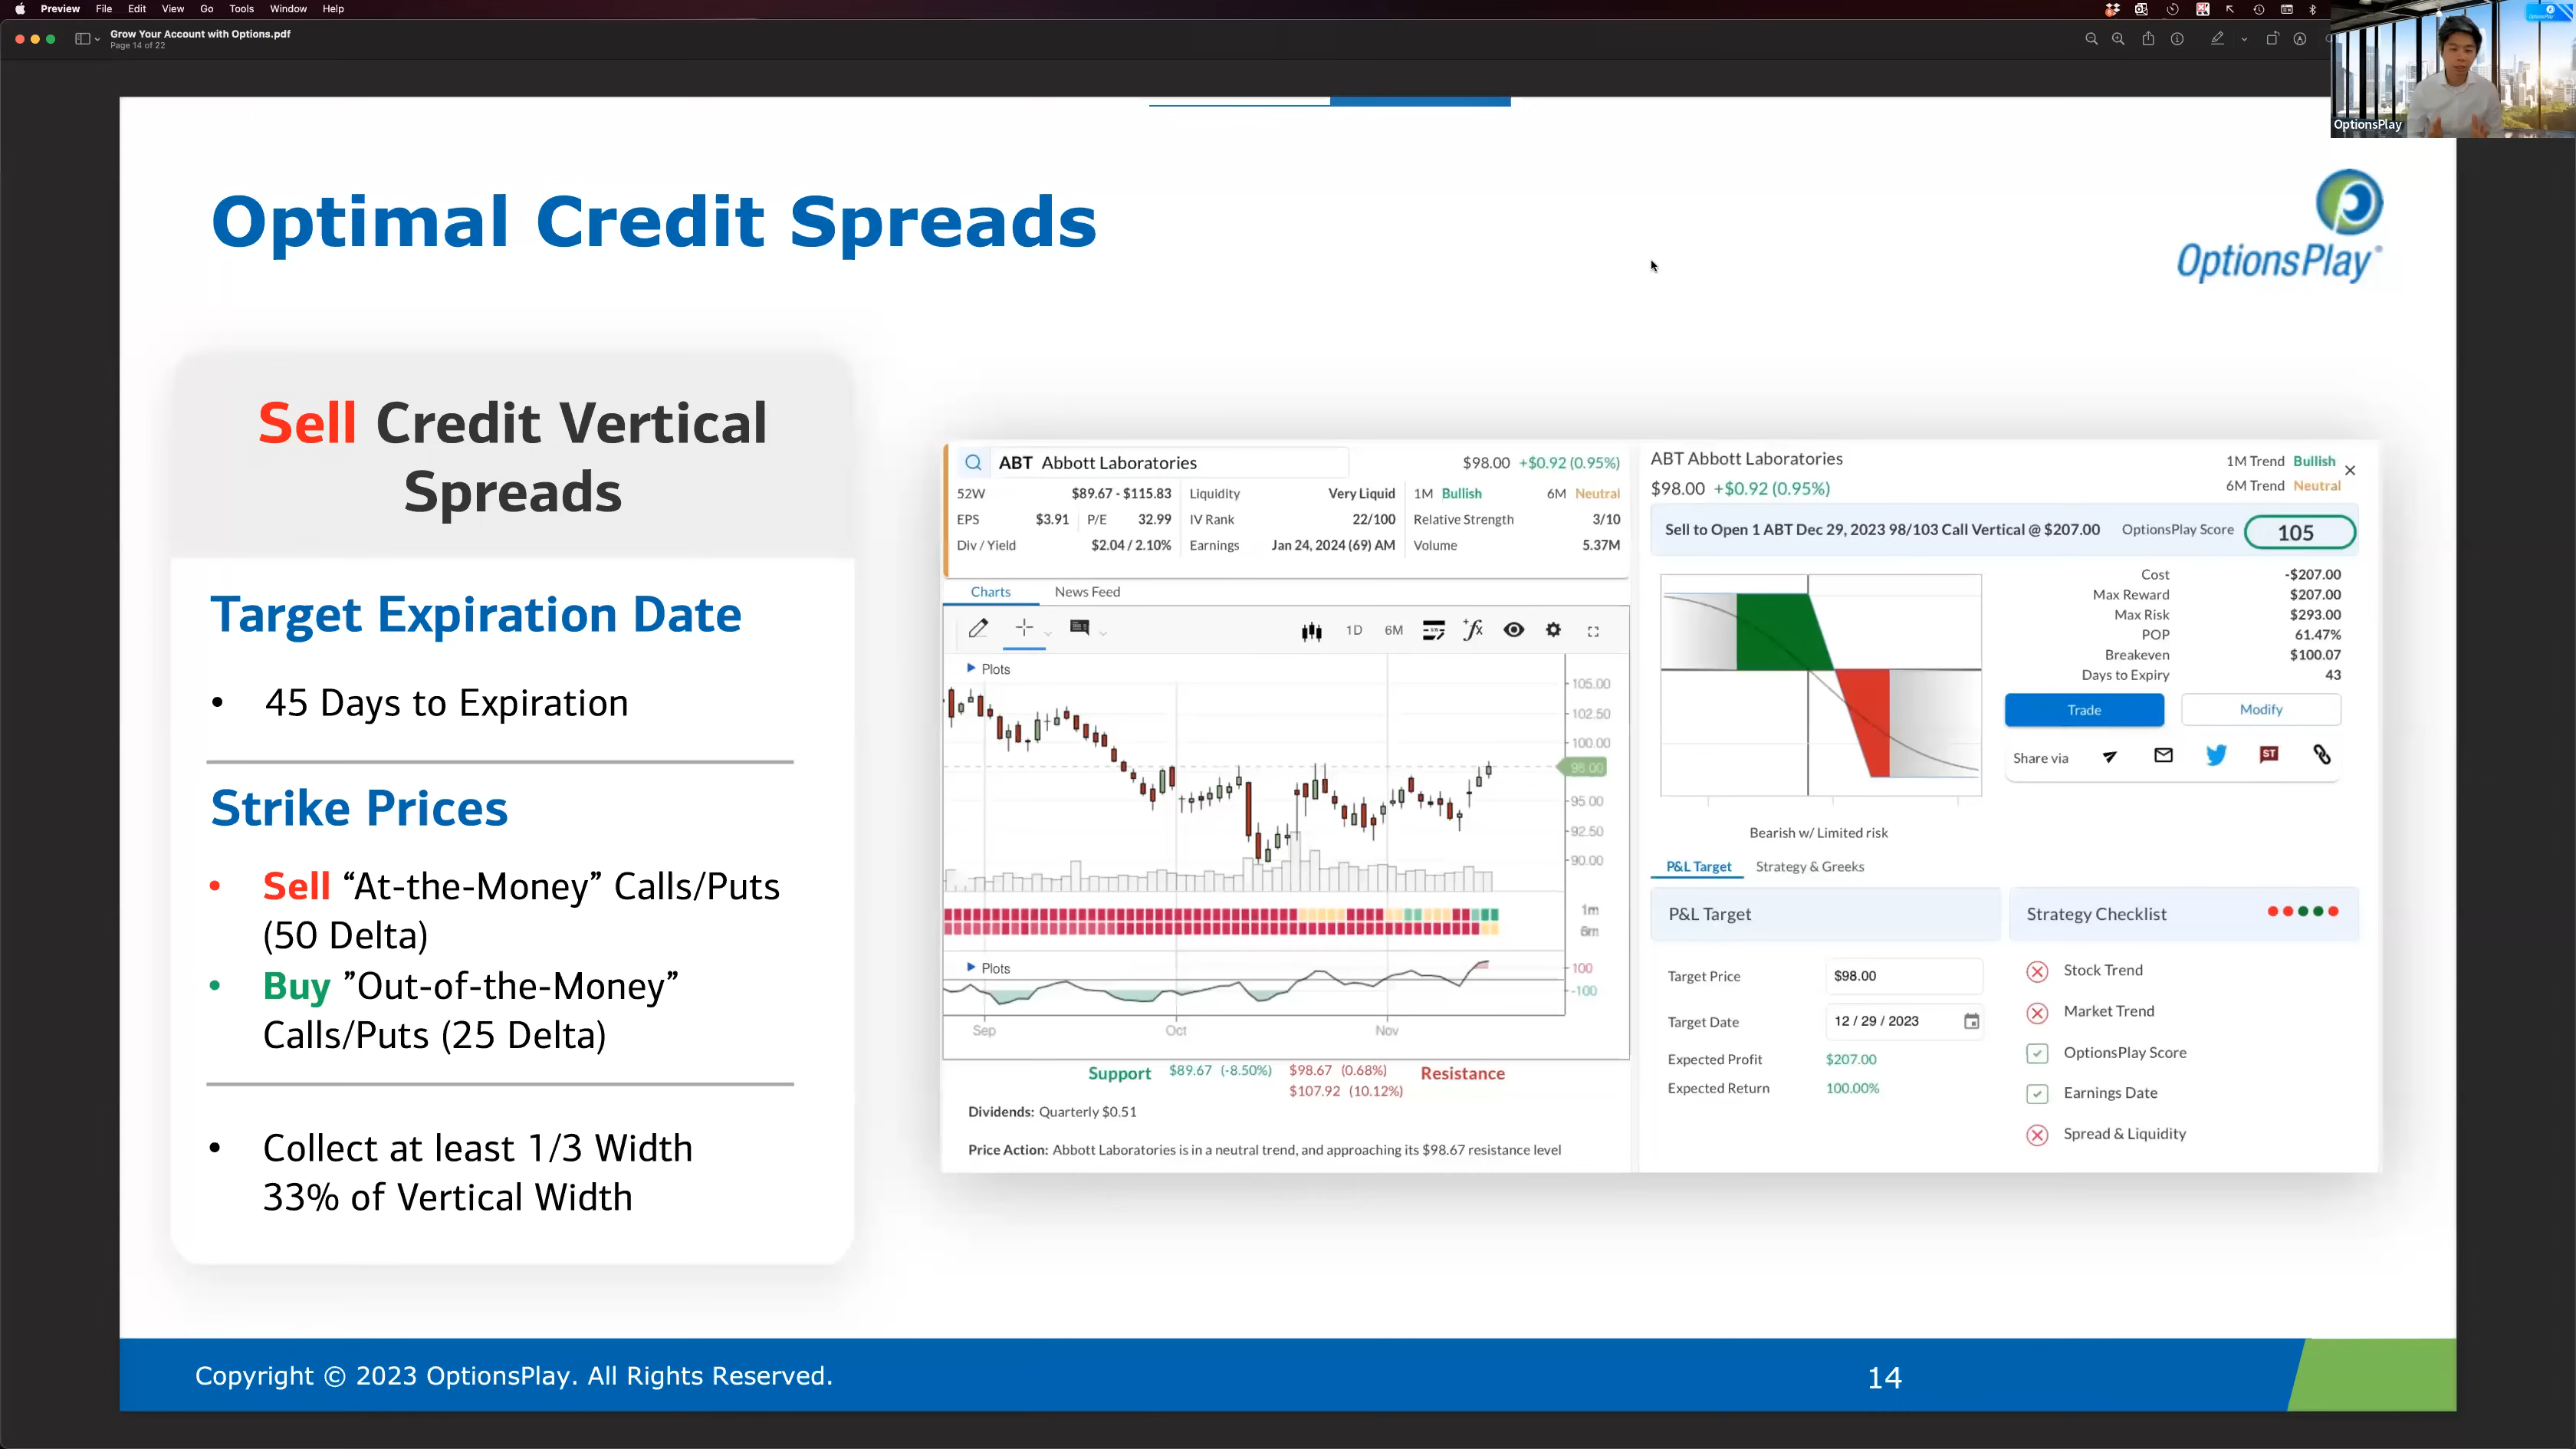 Preview File Edit View Go Tools Window Help
Grow Your Account with Options.pdf
Page 14 of 22
OptionsPlay
Optimal Credit Spreads
OptionsPlay
Sell Credit Vertical
Spreads
Target Expiration Date
• 45 Days to Expiration
Strike Prices
• Sell “At-the-Money” Calls/Puts
(50 Delta)
• Buy ”Out-of-the-Money”
Calls/Puts (25 Delta)
• Collect at least 1/3 Width
33% of Vertical Width
ABT Abbott Laboratories $98.00 +$0.92 (0.95%)
52W $89.67 - $115.83 Liquidity Very Liquid 1M Bullish 6M Neutral
EPS $3.91 P/E 32.99 IV Rank 22/100 Relative Strength 3/10
Div / Yield $2.04 / 2.10% Earnings Jan 24, 2024 (69) AM Volume 5.37M
Charts News Feed
1D 6M
Plots
105.00
102.50
100.00
98.00
95.00
92.50
90.00
1m
6m
Plots
100
-100
Sep Oct Nov
Support $89.67 (-8.50%) $98.67 (0.68%) Resistance
$107.92 (10.12%)
Dividends: Quarterly $0.51
Price Action: Abbott Laboratories is in a neutral trend, and approaching its $98.67 resistance level
ABT Abbott Laboratories
$98.00 +$0.92 (0.95%)
1M Trend Bullish
6M Trend Neutral
Sell to Open 1 ABT Dec 29, 2023 98/103 Call Vertical @ $207.00 OptionsPlay Score 105
Cost -$207.00
Max Reward $207.00
Max Risk $293.00
POP 61.47%
Breakeven $100.07
Days to Expiry 43
Trade Modify
Share via ST
Bearish w/ Limited risk
P&L Target Strategy & Greeks
P&L Target
Target Price $98.00
Target Date 12 / 29 / 2023
Expected Profit $207.00
Expected Return 100.00%
Strategy Checklist
Stock Trend
Market Trend
OptionsPlay Score
Earnings Date
Spread & Liquidity
Copyright © 2023 OptionsPlay. All Rights Reserved.
14